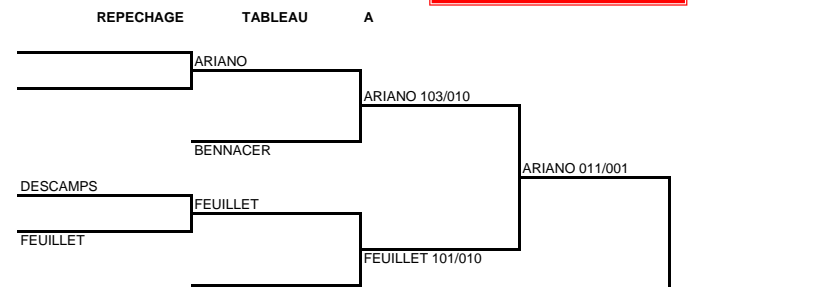 REPECHAGE TABLEAU A
ARIANO
ARIANO 103/010
BENNACER
ARIANO 011/001
DESCAMPS
FEUILLET
FEUILLET
FEUILLET 101/010